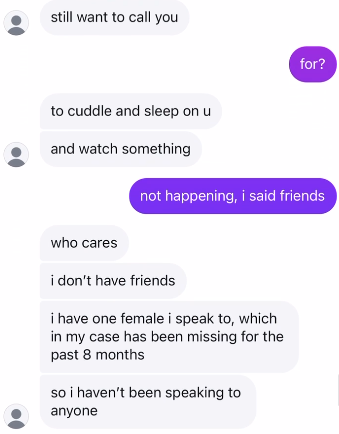 still want to call you
for?
to cuddle and sleep on u
and watch something
not happening, i said friends
who cares
i don't have friends
i have one female i speak to, which
in my case has been missing for the
past 8 months
so i haven't been speaking to
anyone